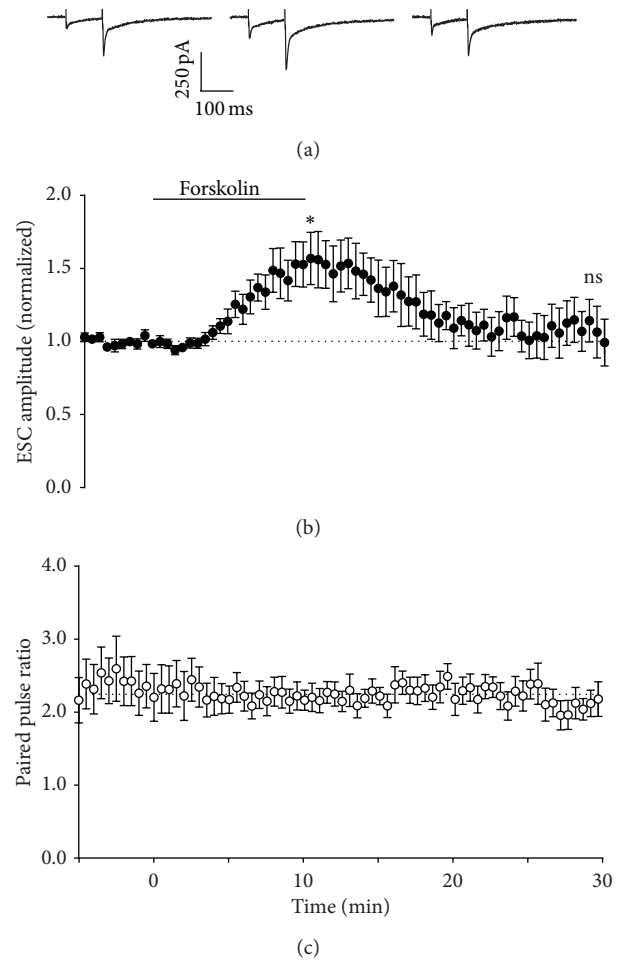 250 pA
100 ms
(a)
Forskolin
2.0
*
1.5
ns
1.0
0.5
0.0
ESC amplitude (normalized)
(b)
4.0
3.0
2.0
1.0
0.0
Paired pulse ratio
0 10 20 30
Time (min)
(c)